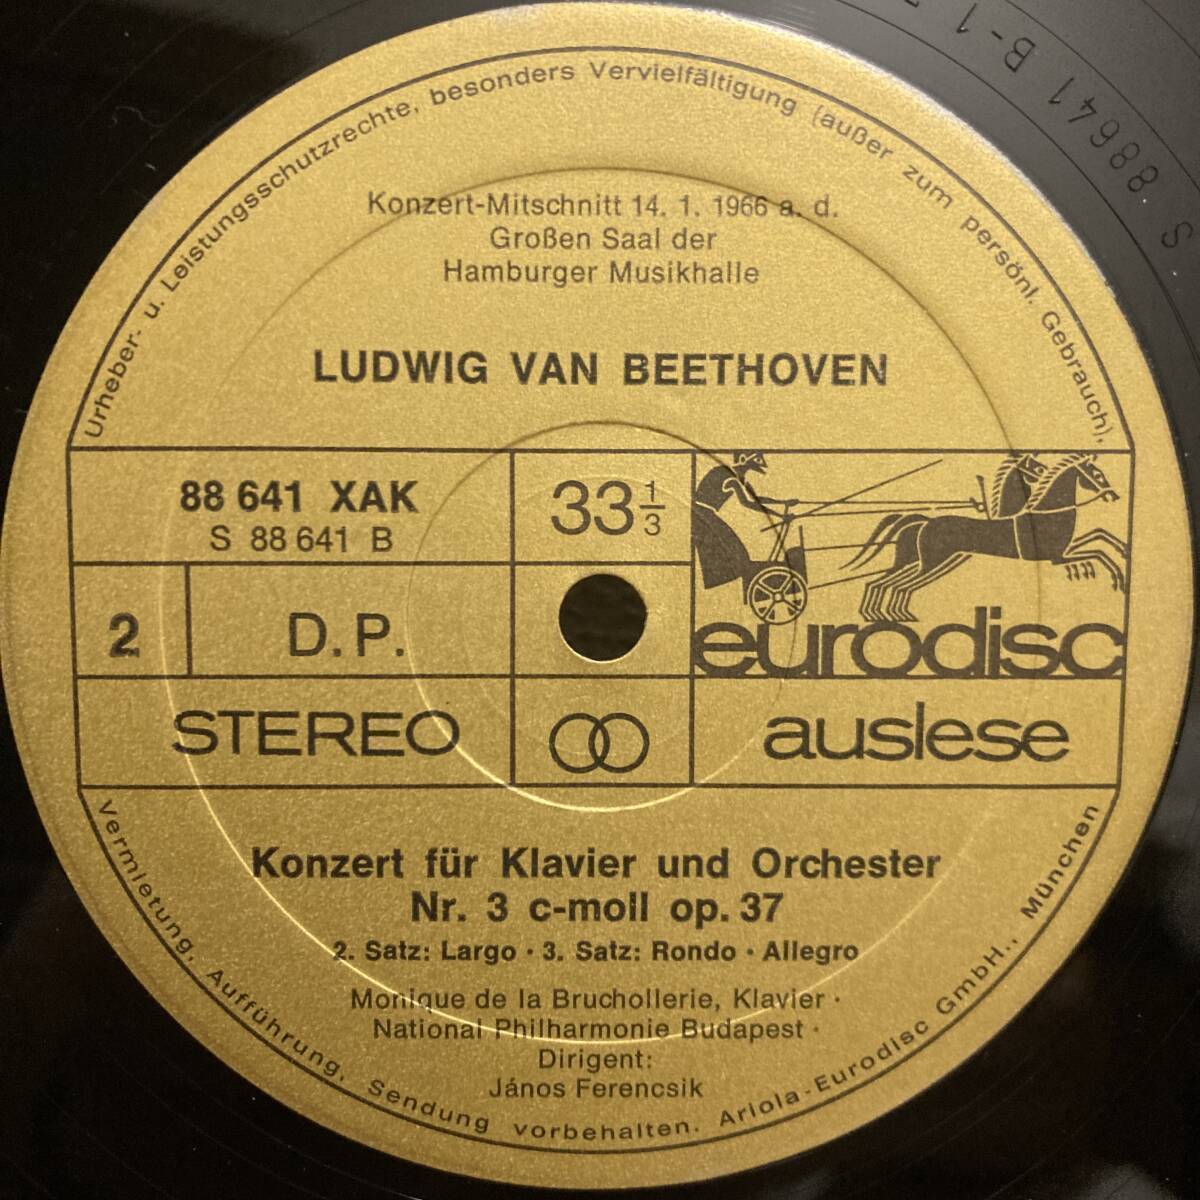 Urheber- u. Leistungsschutzrechte, besonders Vervielfältigung (außer zum persönl. Gebrauch),
Konzert-Mitschnitt 14. 1. 1966 a. d.
Großen Saal der
Hamburger Musikhalle
LUDWIG VAN BEETHOVEN
88 641 XAK
S 88 641 B
33 1/3
2
D. P.
eurodisc
STEREO
auslese
Konzert für Klavier und Orchester
Nr. 3 c-moll op. 37
2. Satz: Largo · 3. Satz: Rondo · Allegro
Monique de la Bruchollerie, Klavier ·
National Philharmonie Budapest ·
Dirigent:
János Ferencsik
Vermietung, Aufführung, Sendung vorbehalten. Ariola-Eurodisc GmbH., München
S 88641 B-1